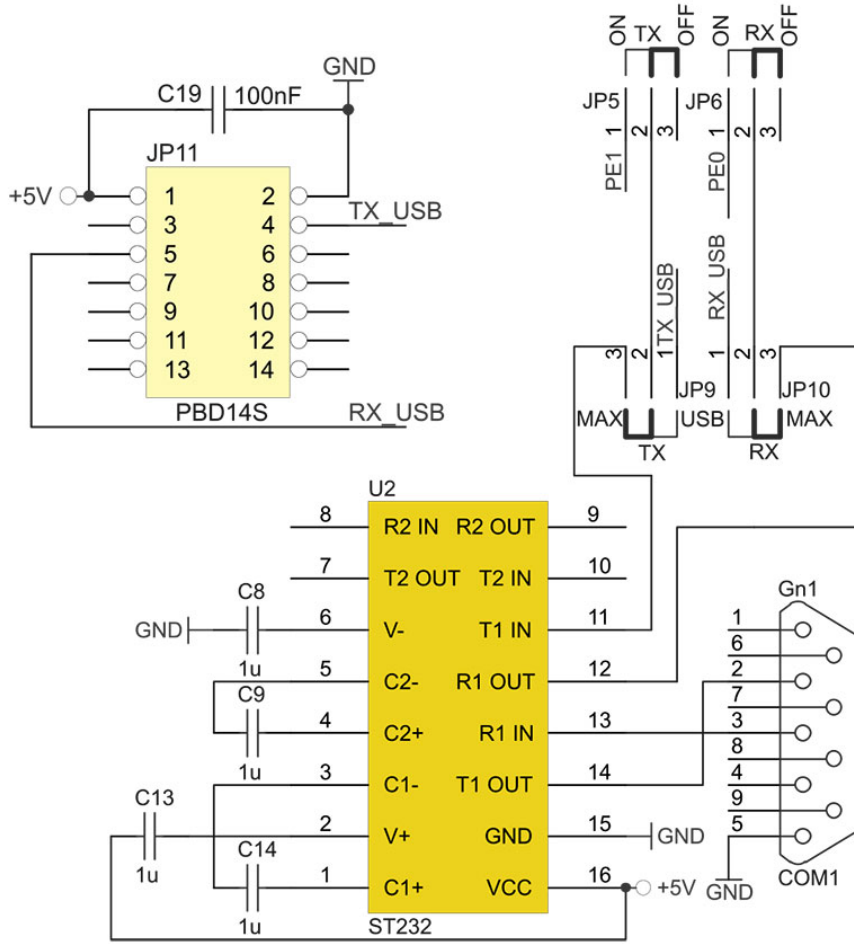 GND
C19 100nF
JP11
+5V
1 2
3 4 TX_USB
5 6
7 8
9 10
11 12
13 14
PBD14S RX_USB
ON TX OFF ON RX OFF
JP5 JP6
1 2 3 1 2 3
PE1 PE0
TX_USB RX_USB
3 2 1 1 2 3
JP9 JP10
MAX USB MAX
TX RX
U2
8 R2 IN R2 OUT 9
7 T2 OUT T2 IN 10
C8
GND 6 V- T1 IN 11
1u
5 C2- R1 OUT 12
C9
4 C2+ R1 IN 13
1u
3 C1- T1 OUT 14
C13
2 V+ GND 15 GND
1u
C14
1 C1+ VCC 16 +5V
1u
ST232
Gn1
1
6
2
7
3
8
4
9
5
GND COM1